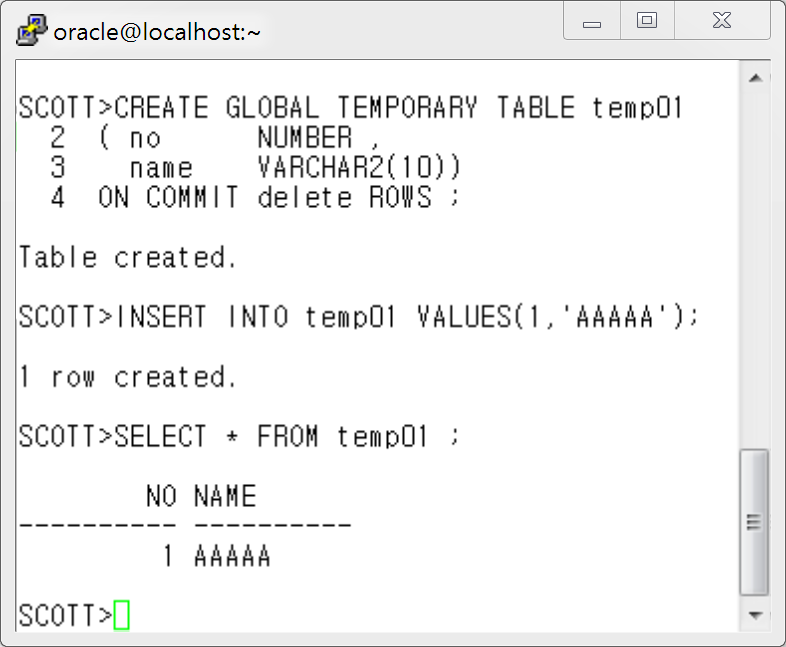 oracle@localhost:~
SCOTT>CREATE GLOBAL TEMPORARY TABLE temp01
  2  ( no      NUMBER ,
  3    name    VARCHAR2(10))
  4  ON COMMIT delete ROWS ;
Table created.
SCOTT>INSERT INTO temp01 VALUES(1,'AAAAA');
1 row created.
SCOTT>SELECT * FROM temp01 ;
        NO NAME
---------- ----------
         1 AAAAA
SCOTT>